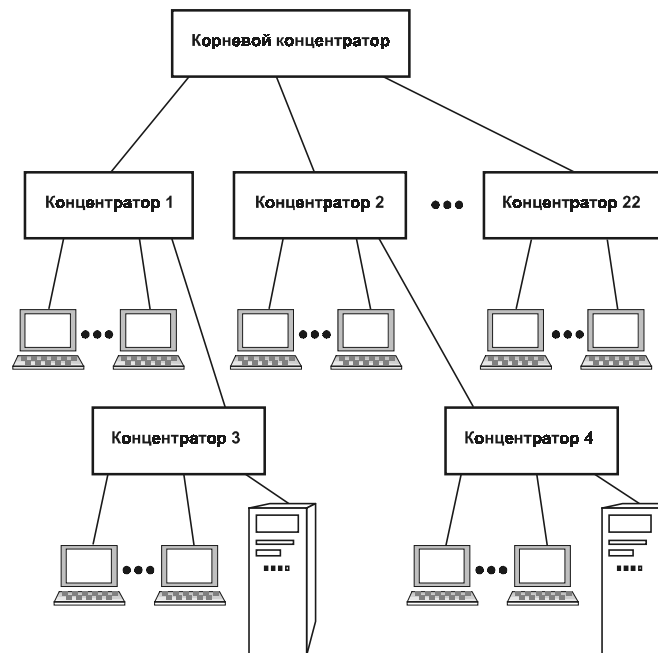 Корневой концентратор
Концентратор 1
Концентратор 2
Концентратор 22
Концентратор 3
Концентратор 4